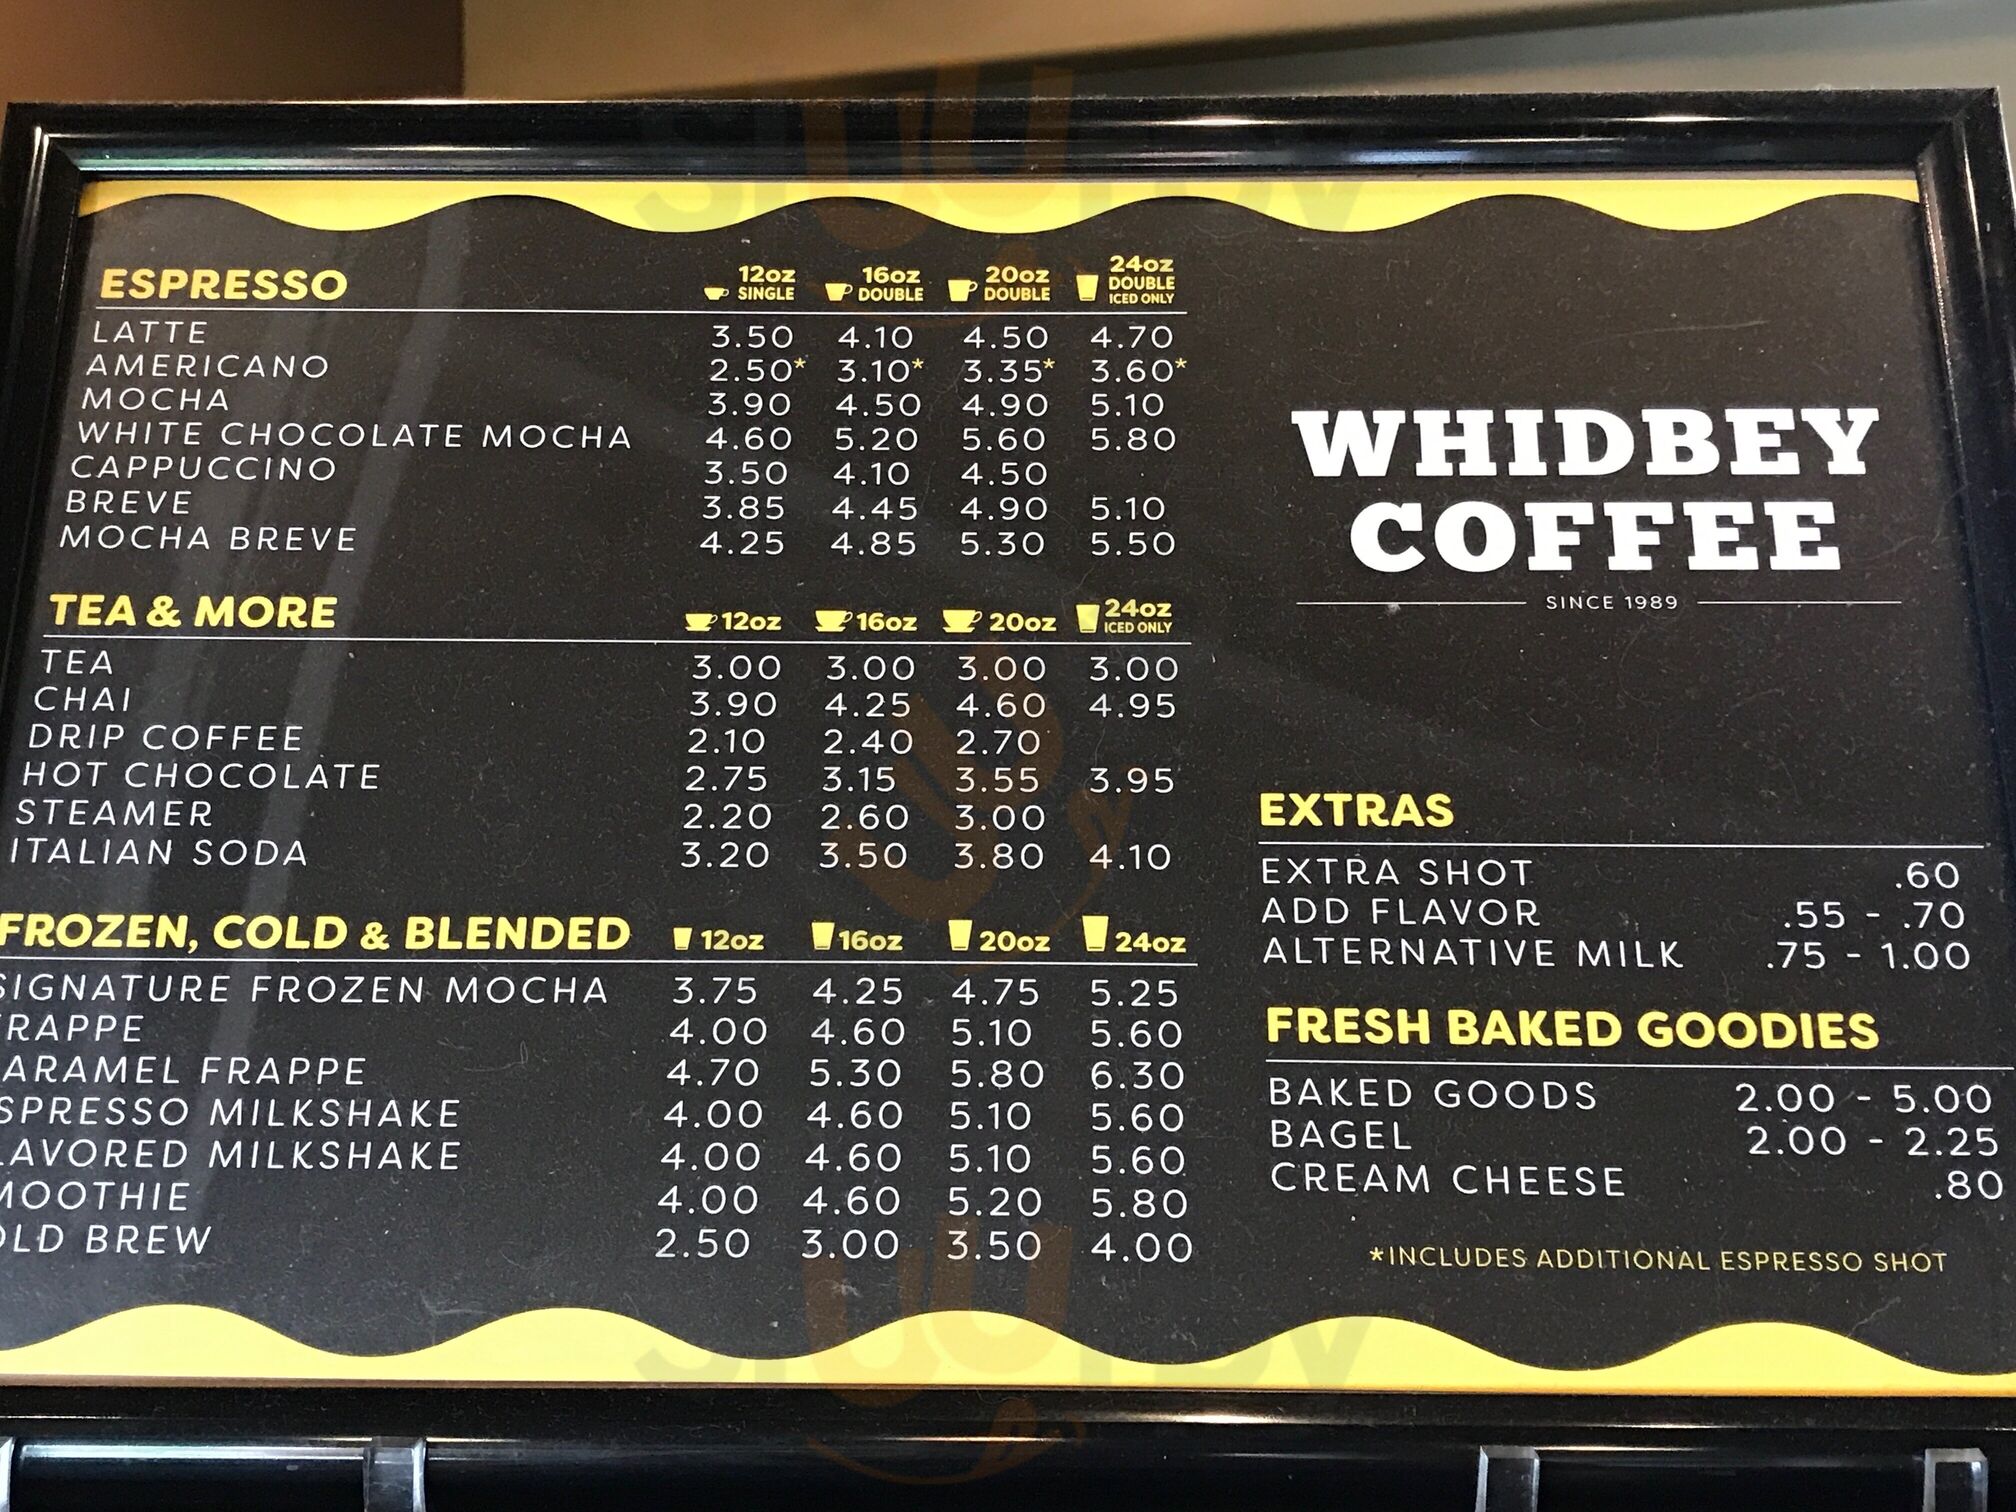 ESPRESSO 12oz SINGLE 16oz DOUBLE 20oz DOUBLE 24oz DOUBLE ICED ONLY
LATTE 3.50 4.10 4.50 4.70
AMERICANO 2.50* 3.10* 3.35* 3.60*
MOCHA 3.90 4.50 4.90 5.10
WHITE CHOCOLATE MOCHA 4.60 5.20 5.60 5.80
CAPPUCCINO 3.50 4.10 4.50
BREVE 3.85 4.45 4.90 5.10
MOCHA BREVE 4.25 4.85 5.30 5.50
TEA & MORE 12oz 16oz 20oz 24oz ICED ONLY
TEA 3.00 3.00 3.00 3.00
CHAI 3.90 4.25 4.60 4.95
DRIP COFFEE 2.10 2.40 2.70
HOT CHOCOLATE 2.75 3.15 3.55 3.95
STEAMER 2.20 2.60 3.00
ITALIAN SODA 3.20 3.50 3.80 4.10
FROZEN, COLD & BLENDED 12oz 16oz 20oz 24oz
SIGNATURE FROZEN MOCHA 3.75 4.25 4.75 5.25
RAPPE 4.00 4.60 5.10 5.60
ARAMEL FRAPPE 4.70 5.30 5.80 6.30
SPRESSO MILKSHAKE 4.00 4.60 5.10 5.60
LAVORED MILKSHAKE 4.00 4.60 5.10 5.60
MOOTHIE 4.00 4.60 5.20 5.80
OLD BREW 2.50 3.00 3.50 4.00
WHIDBEY
COFFEE
SINCE 1989
EXTRAS
EXTRA SHOT .60
ADD FLAVOR .55 - .70
ALTERNATIVE MILK .75 - 1.00
FRESH BAKED GOODIES
BAKED GOODS 2.00 - 5.00
BAGEL 2.00 - 2.25
CREAM CHEESE .80
*INCLUDES ADDITIONAL ESPRESSO SHOT